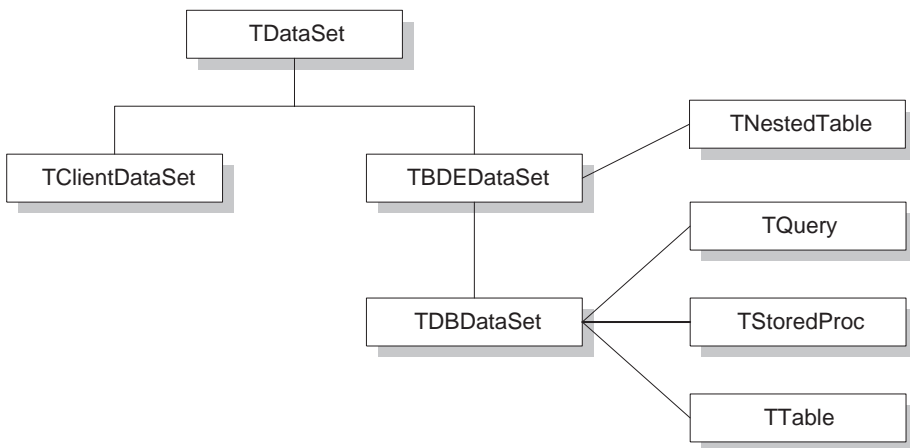 TDataSet
TNestedTable
TClientDataSet
TBDEDataSet
TQuery
TDBDataSet
TStoredProc
TTable